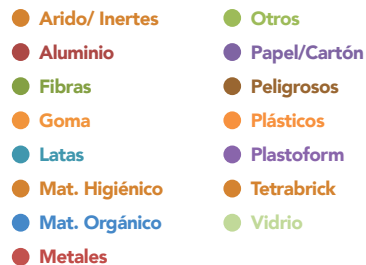 Arido/ Inertes
Aluminio
Fibras
Goma
Latas
Mat. Higiénico
Mat. Orgánico
Metales
Otros
Papel/Cartón
Peligrosos
Plásticos
Plastoform
Tetrabrick
Vidrio